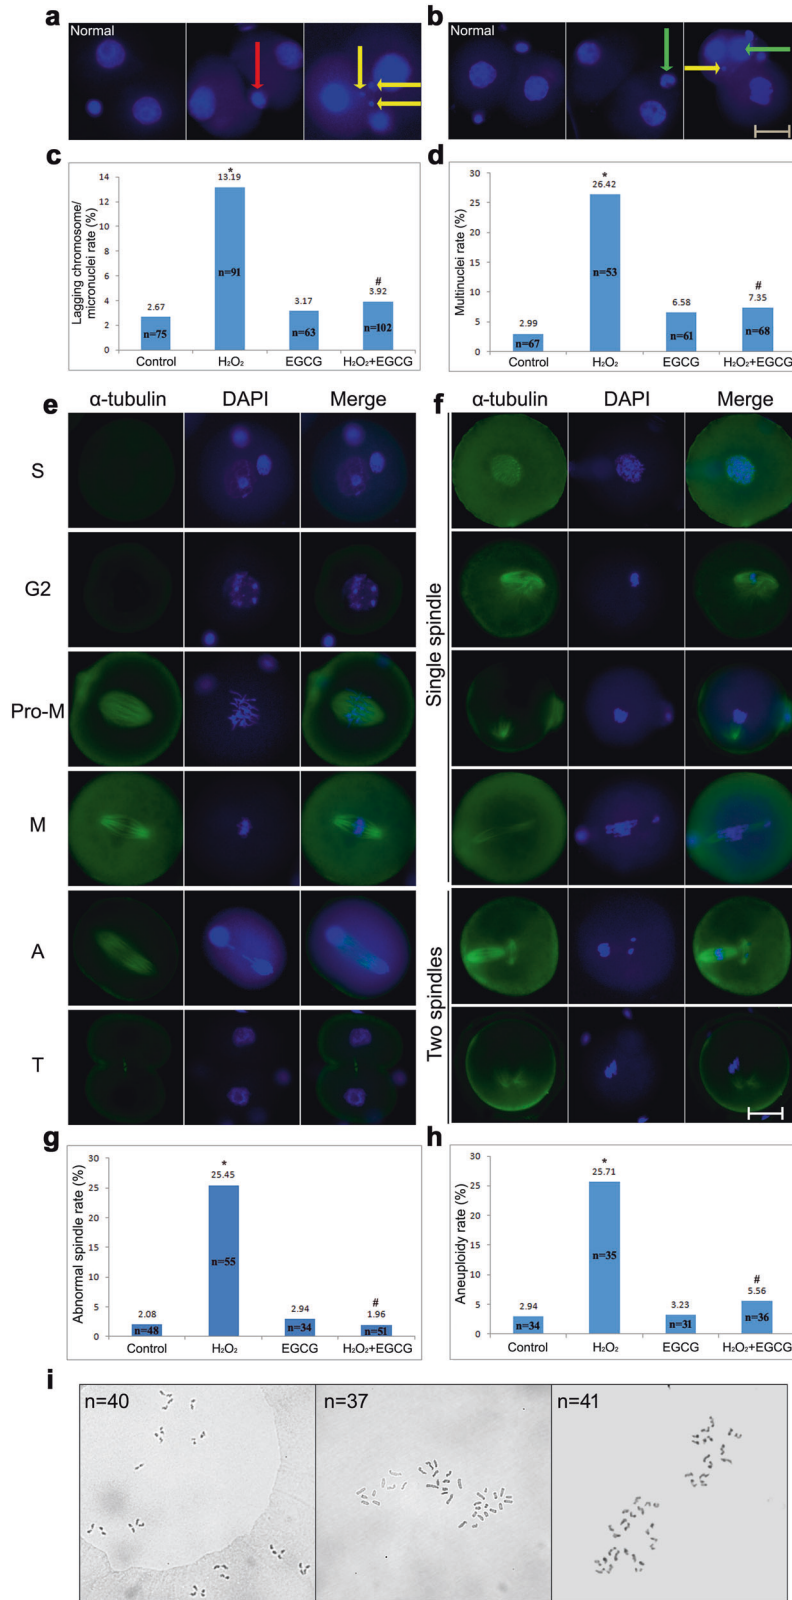 a
Normal
b
Normal
c
Lagging chromosome/
micronuclei rate (%)
14
12
10
8
6
4
2
0
2.67
n=75
Control
*
13.19
n=91
H₂O₂
3.17
n=63
EGCG
#
3.92
n=102
H₂O₂+EGCG
d
Multinuclei rate (%)
30
25
20
15
10
5
0
2.99
n=67
Control
*
26.42
n=53
H₂O₂
6.58
n=61
EGCG
#
7.35
n=68
H₂O₂+EGCG
e
α-tubulin DAPI Merge
S
G2
Pro-M
M
A
T
f
α-tubulin DAPI Merge
Single spindle
Two spindles
g
Abnormal spindle rate (%)
30
25
20
15
10
5
0
2.08
n=48
Control
*
25.45
n=55
H₂O₂
2.94
n=34
EGCG
#
1.96
n=51
H₂O₂+EGCG
h
Aneuploidy rate (%)
30
25
20
15
10
5
0
2.94
n=34
Control
*
25.71
n=35
H₂O₂
3.23
n=31
EGCG
#
5.56
n=36
H₂O₂+EGCG
i
n=40
n=37
n=41